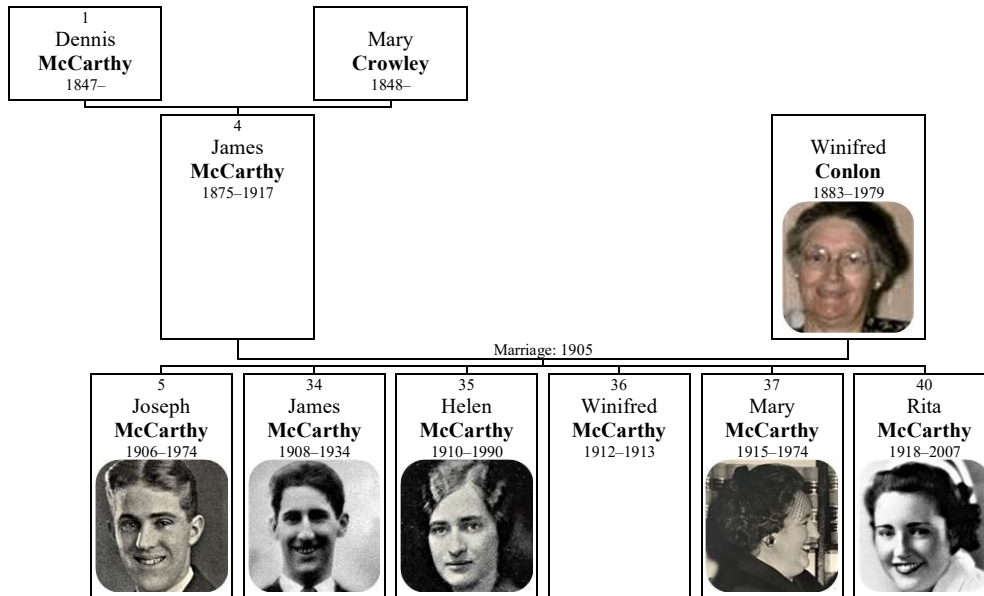 1
Dennis
McCarthy
1847–
Mary
Crowley
1848–
4
James
McCarthy
1875–1917
Winifred
Conlon
1883–1979
Marriage: 1905
5
Joseph
McCarthy
1906–1974
34
James
McCarthy
1908–1934
35
Helen
McCarthy
1910–1990
36
Winifred
McCarthy
1912–1913
37
Mary
McCarthy
1915–1974
40
Rita
McCarthy
1918–2007